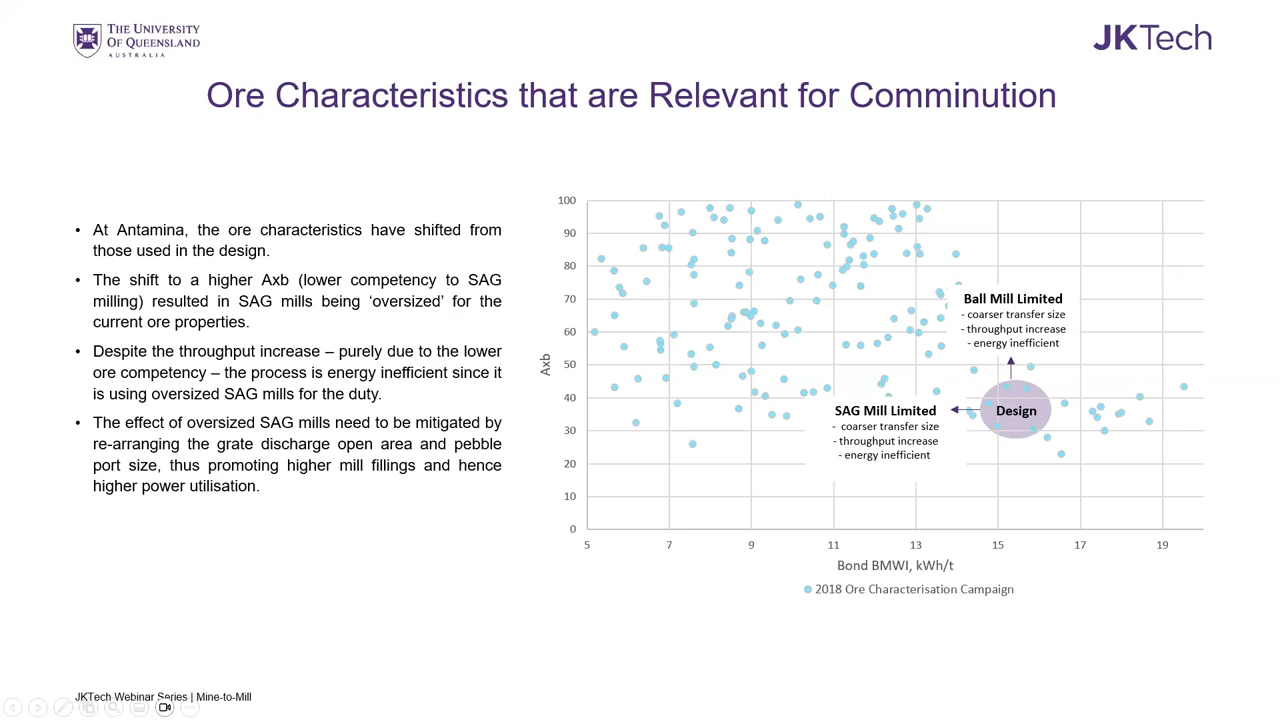 THE UNIVERSITY
OF QUEENSLAND
AUSTRALIA
JKTech
Ore Characteristics that are Relevant for Comminution
• At Antamina, the ore characteristics have shifted from
those used in the design.
• The shift to a higher Axb (lower competency to SAG
milling) resulted in SAG mills being ‘oversized’ for the
current ore properties.
• Despite the throughput increase – purely due to the lower
ore competency – the process is energy inefficient since it
is using oversized SAG mills for the duty.
• The effect of oversized SAG mills need to be mitigated by
re-arranging the grate discharge open area and pebble
port size, thus promoting higher mill fillings and hence
higher power utilisation.
100
90
80
70
60
50
40
30
20
10
0
Axb
Ball Mill Limited
- coarser transfer size
- throughput increase
- energy inefficient
SAG Mill Limited
- coarser transfer size
- throughput increase
- energy inefficient
Design
5 7 9 11 13 15 17 19
Bond BMWI, kWh/t
2018 Ore Characterisation Campaign
JKTech Webinar Series | Mine-to-Mill